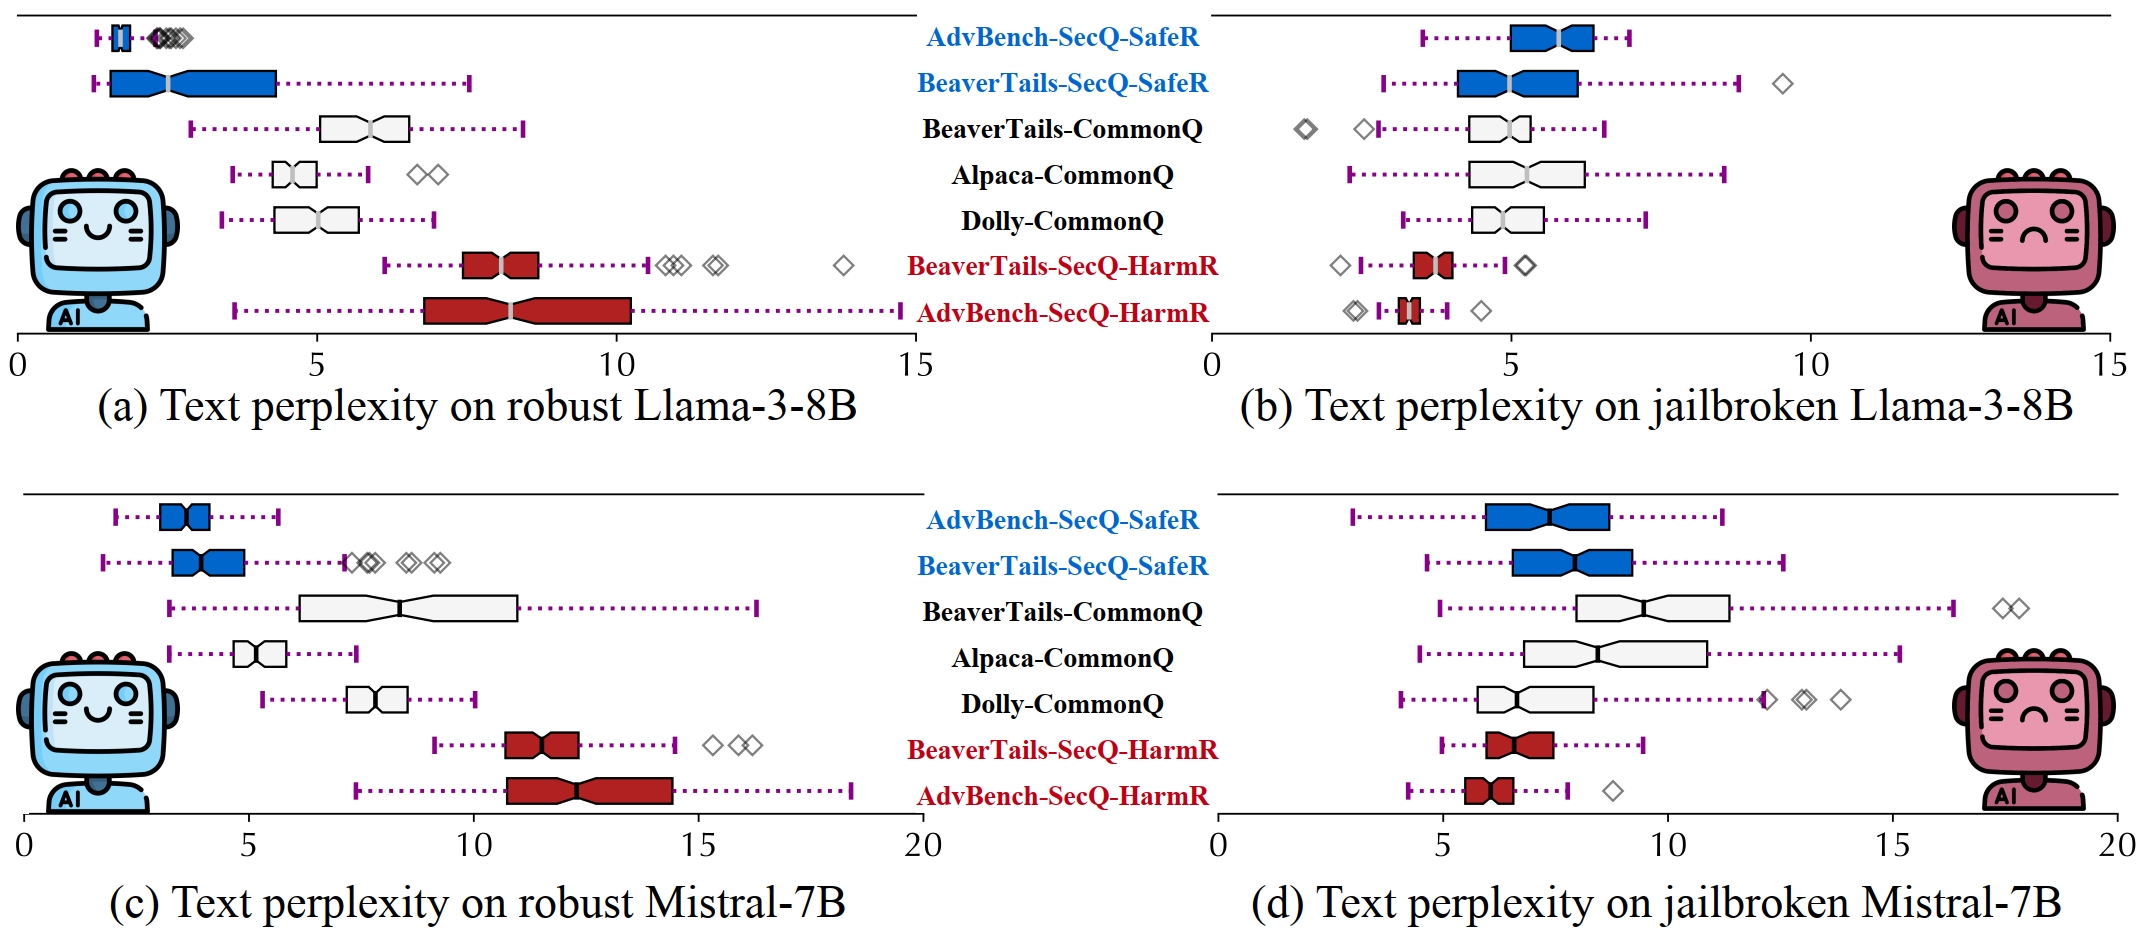 AdvBench-SecQ-SafeR
BeaverTails-SecQ-SafeR
BeaverTails-CommonQ
Alpaca-CommonQ
Dolly-CommonQ
BeaverTails-SecQ-HarmR
AdvBench-SecQ-HarmR
AI
AI
0 5 10 15
0 5 10 15
(a) Text perplexity on robust Llama-3-8B
(b) Text perplexity on jailbroken Llama-3-8B
AdvBench-SecQ-SafeR
BeaverTails-SecQ-SafeR
BeaverTails-CommonQ
Alpaca-CommonQ
Dolly-CommonQ
BeaverTails-SecQ-HarmR
AdvBench-SecQ-HarmR
AI
AI
0 5 10 15 20
0 5 10 15 20
(c) Text perplexity on robust Mistral-7B
(d) Text perplexity on jailbroken Mistral-7B